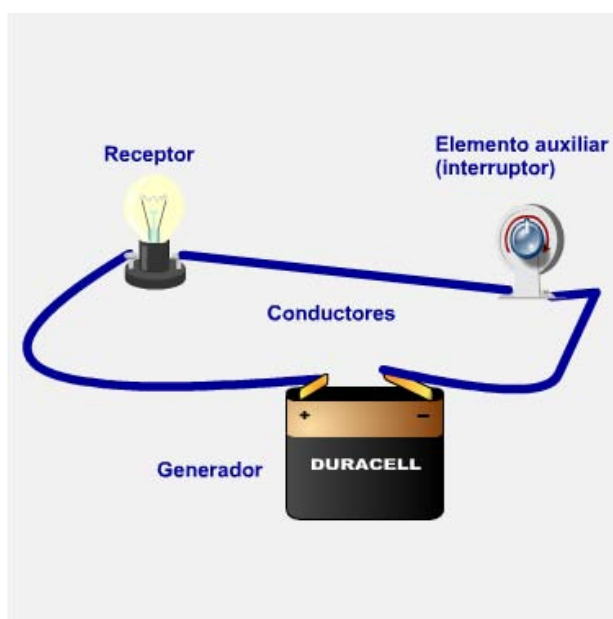 Receptor
Elemento auxiliar
(interruptor)
Conductores
+ −
Generador
DURACELL